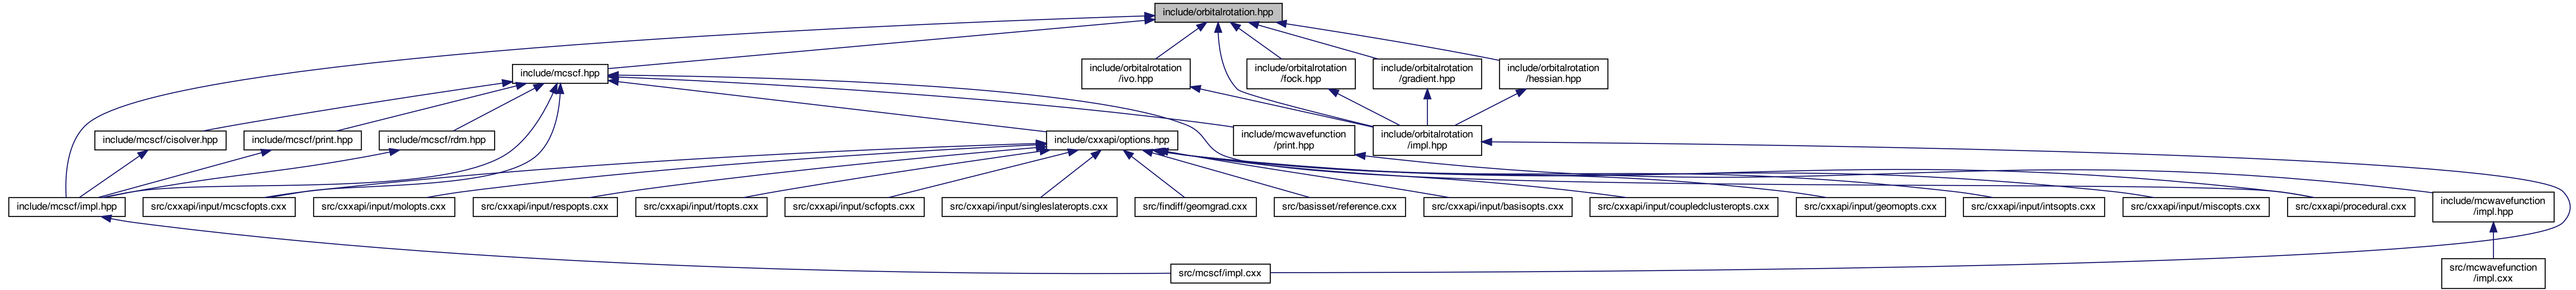 include/orbitalrotation.hpp
include/mcscf.hpp
include/orbitalrotation
/ivo.hpp
include/orbitalrotation
/fock.hpp
include/orbitalrotation
/gradient.hpp
include/orbitalrotation
/hessian.hpp
include/mcscf/cisolver.hpp
include/mcscf/print.hpp
include/mcscf/rdm.hpp
include/cxxapi/options.hpp
include/mcwavefunction
/print.hpp
include/orbitalrotation
/impl.hpp
include/mcscf/impl.hpp
src/cxxapi/input/mcscfopts.cxx
src/cxxapi/input/molopts.cxx
src/cxxapi/input/respopts.cxx
src/cxxapi/input/rtopts.cxx
src/cxxapi/input/scfopts.cxx
src/cxxapi/input/singleslateropts.cxx
src/findiff/geomgrad.cxx
src/basisset/reference.cxx
src/cxxapi/input/basisopts.cxx
src/cxxapi/input/coupledclusteropts.cxx
src/cxxapi/input/geomopts.cxx
src/cxxapi/input/intsopts.cxx
src/cxxapi/input/miscopts.cxx
src/cxxapi/procedural.cxx
include/mcwavefunction
/impl.hpp
src/mcscf/impl.cxx
src/mcwavefunction
/impl.cxx